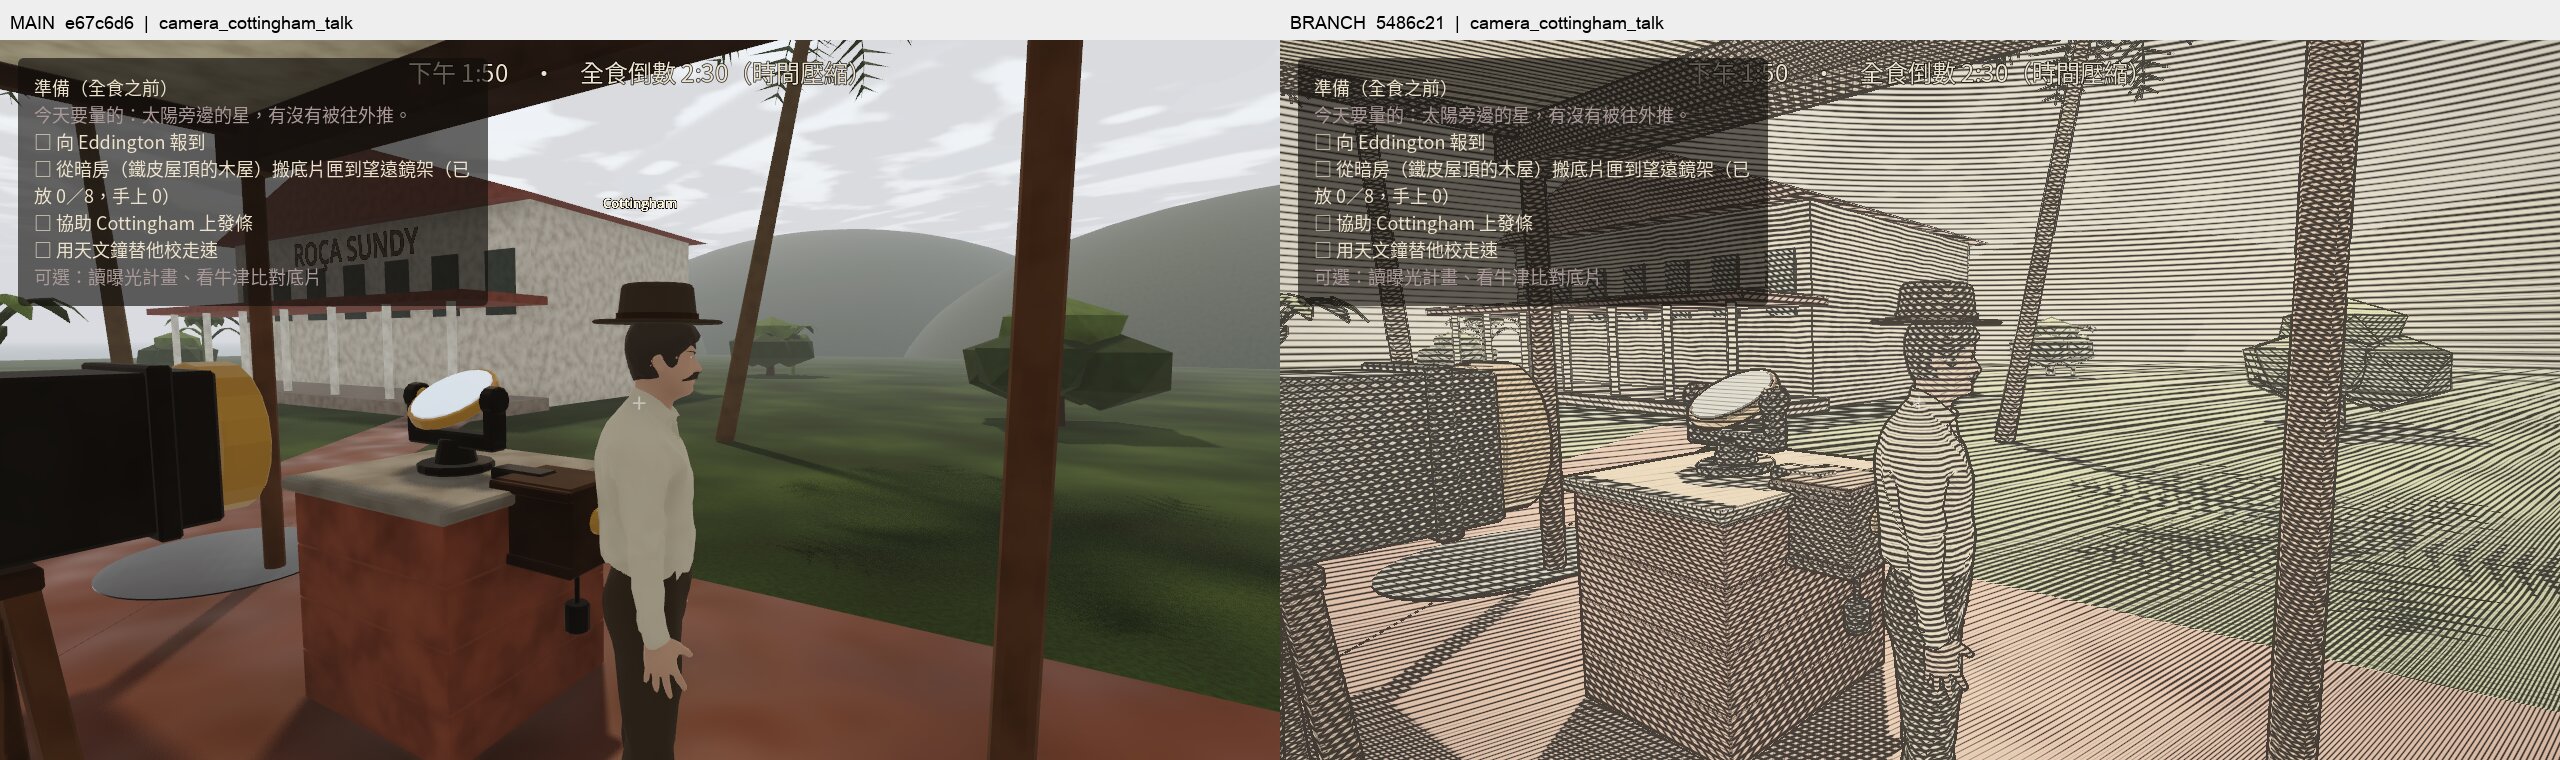 MAIN e67c6d6 | camera_cottingham_talk
下午 1:50 • 全食倒數 2:30（時間壓縮）
準備（全食之前）
今天要量的：太陽旁邊的星，有沒有被往外推。
□ 向 Eddington 報到
□ 從暗房（鐵皮屋頂的木屋）搬底片匣到望遠鏡架（已
放 0／8，手上 0）
□ 協助 Cottingham 上發條
□ 用天文鐘替他校走速
可選：讀曝光計畫、看牛津比對底片
Cottingham
ROÇA SUNDY
BRANCH 5486c21 | camera_cottingham_talk
下午 1:50 • 全食倒數 2:30（時間壓縮）
準備（全食之前）
今天要量的：太陽旁邊的星，有沒有被往外推。
□ 向 Eddington 報到
□ 從暗房（鐵皮屋頂的木屋）搬底片匣到望遠鏡架（已
放 0／8，手上 0）
□ 協助 Cottingham 上發條
□ 用天文鐘替他校走速
可選：讀曝光計畫、看牛津比對底片